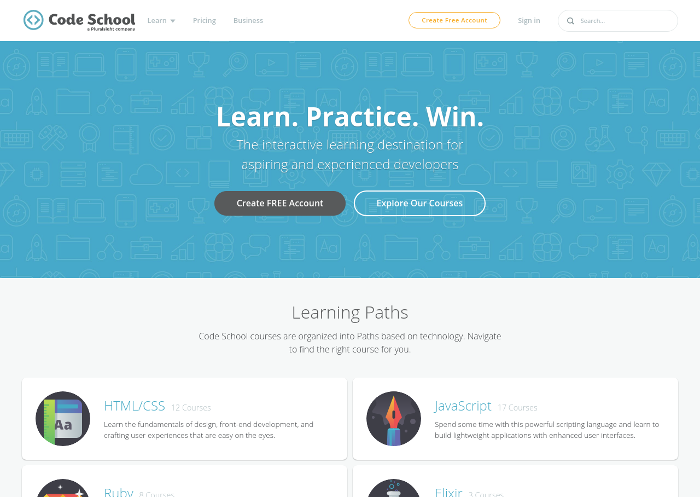 Code School
a Pluralsight company
Learn
Pricing
Business
Create Free Account
Sign in
Search...
Learn. Practice. Win.
The interactive learning destination for
aspiring and experienced developers
Create FREE Account
Explore Our Courses
Learning Paths
Code School courses are organized into Paths based on technology. Navigate
to find the right course for you.
Aa
HTML/CSS 12 Courses
Learn the fundamentals of design, front-end development, and
crafting user experiences that are easy on the eyes.
JavaScript 17 Courses
Spend some time with this powerful scripting language and learn to
build lightweight applications with enhanced user interfaces.
Ruby 8 Courses
Elixir 3 Courses